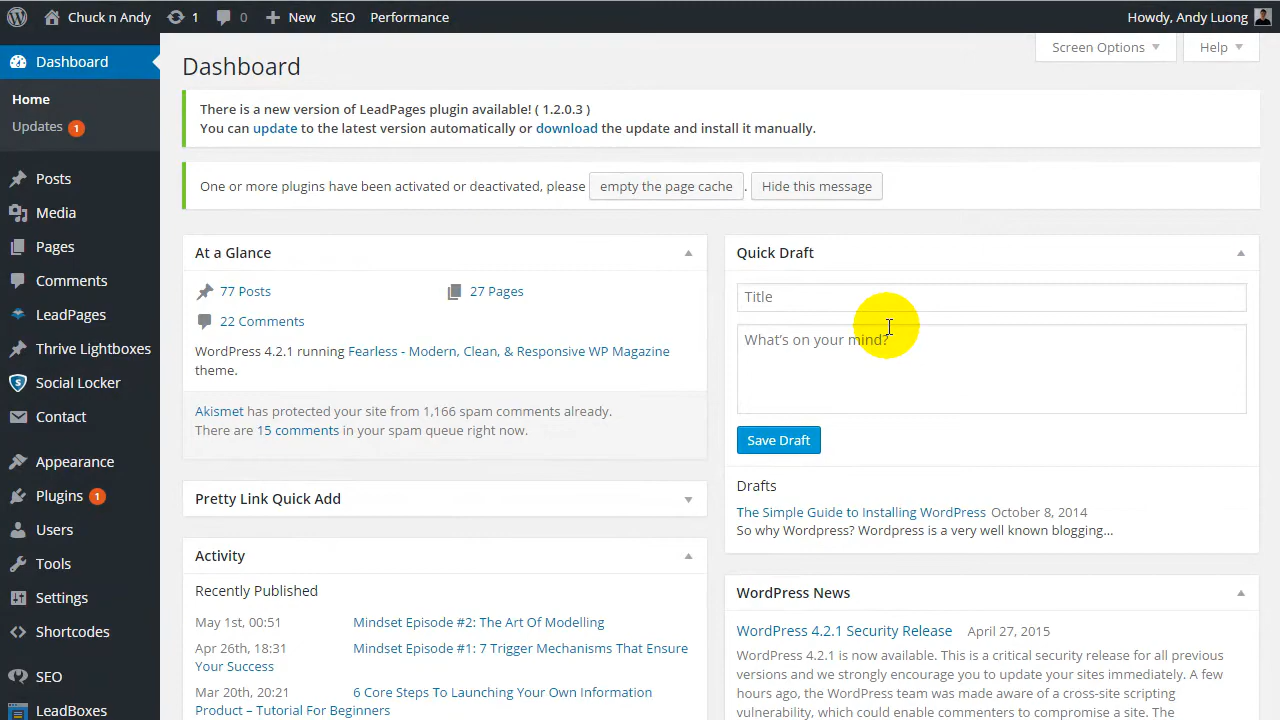 Chuck n Andy 1 0 New SEO Performance Howdy, Andy Luong
Dashboard
Home
Updates 1
Posts
Media
Pages
Comments
LeadPages
Thrive Lightboxes
Social Locker
Contact
Appearance
Plugins 1
Users
Tools
Settings
Shortcodes
SEO
LeadBoxes
Screen Options Help
Dashboard
There is a new version of LeadPages plugin available! ( 1.2.0.3 )
You can update to the latest version automatically or download the update and install it manually.
One or more plugins have been activated or deactivated, please empty the page cache . Hide this message
At a Glance
77 Posts 27 Pages
22 Comments
WordPress 4.2.1 running Fearless - Modern, Clean, & Responsive WP Magazine
theme.
Akismet has protected your site from 1,166 spam comments already.
There are 15 comments in your spam queue right now.
Pretty Link Quick Add
Activity
Recently Published
May 1st, 00:51 Mindset Episode #2: The Art Of Modelling
Apr 26th, 18:31 Mindset Episode #1: 7 Trigger Mechanisms That Ensure
Your Success
Mar 20th, 20:21 6 Core Steps To Launching Your Own Information
Product – Tutorial For Beginners
Quick Draft
Title
What's on your mind?
Save Draft
Drafts
The Simple Guide to Installing WordPress October 8, 2014
So why Wordpress? Wordpress is a very well known blogging…
WordPress News
WordPress 4.2.1 Security Release April 27, 2015
WordPress 4.2.1 is now available. This is a critical security release for all previous
versions and we strongly encourage you to update your sites immediately. A few
hours ago, the WordPress team was made aware of a cross-site scripting
vulnerability, which could enable commenters to compromise a site. The